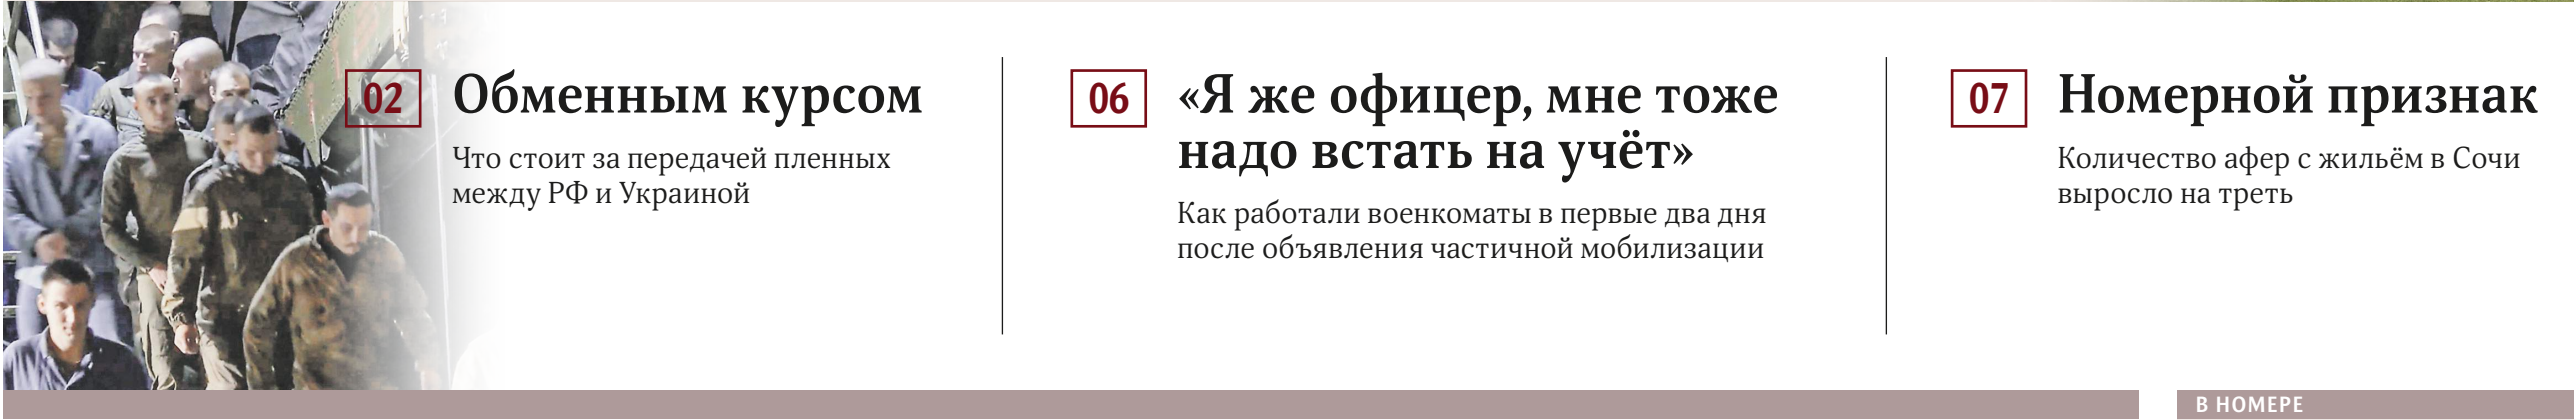 02
Обменным курсом
Что стоит за передачей пленных
между РФ и Украиной
06
«Я же офицер, мне тоже
надо встать на учёт»
Как работали военкоматы в первые два дня
после объявления частичной мобилизации
07
Номерной признак
Количество афер с жильём в Сочи
выросло на треть
В НОМЕРЕ